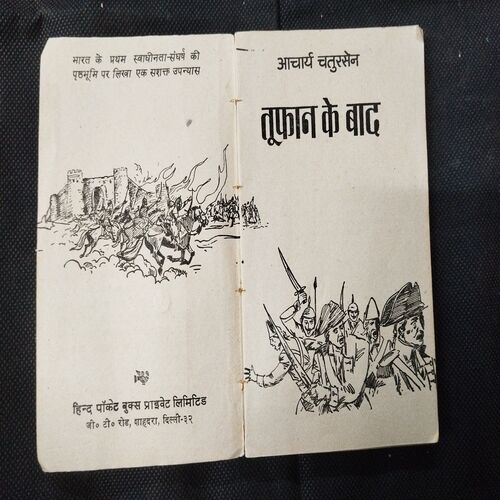 भारत के प्रथम स्वाधीनता-संघर्ष की
पृष्ठभूमि पर लिखा एक सशक्त उपन्यास
हिन्द पॉकेट बुक्स प्राइवेट लिमिटिड
जी० टी० रोड, शाहदरा, दिल्ली-३२
आचार्य चतुरसेन
तूफान के बाद